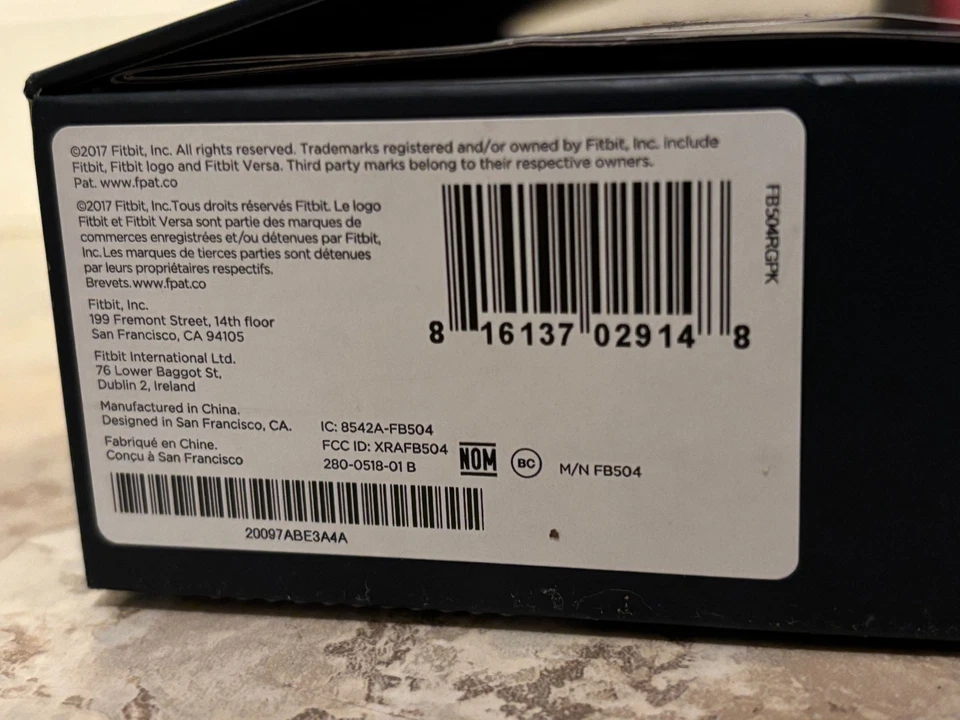 ©2017 Fitbit, Inc. All rights reserved. Trademarks registered and/or owned by Fitbit, Inc. include
Fitbit, Fitbit logo and Fitbit Versa. Third party marks belong to their respective owners.
Pat. www.fpat.co
©2017 Fitbit, Inc.Tous droits réservés Fitbit. Le logo
Fitbit et Fitbit Versa sont partie des marques de
commerces enregistrées et/ou détenues par Fitbit,
Inc.Les marques de tierces parties sont détenues
par leurs propriétaires respectifs.
Brevets.www.fpat.co
Fitbit, Inc.
199 Fremont Street, 14th floor
San Francisco, CA 94105
Fitbit International Ltd.
76 Lower Baggot St,
Dublin 2, Ireland
Manufactured in China.
Designed in San Francisco, CA.
Fabriqué en Chine.
Conçu à San Francisco
IC: 8542A-FB504
FCC ID: XRAFB504
280-0518-01 B
NOM
BC
M/N FB504
20097ABE3A4A
8 16137 02914 8
FB504RGPK